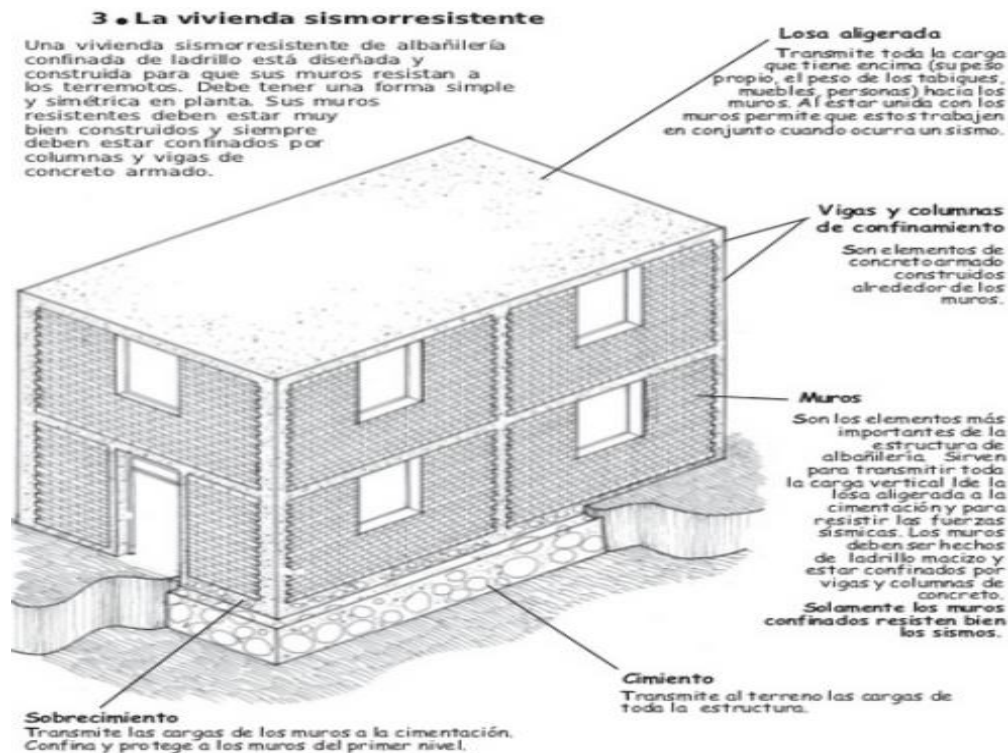 3 • La vivienda sismorresistente
Una vivienda sismorresistente de albañilería
confinada de ladrillo está diseñada y
construida para que sus muros resistan a
los terremotos. Debe tener una forma simple
y simétrica en planta. Sus muros
resistentes deben estar muy
bien construidos y siempre
deben estar confinados por
columnas y vigas de
concreto armado.
Losa aligerada
Transmite toda la carga
que tiene encima (su peso
propio, el peso de los tabiques,
muebles, personas) hacia los
muros. Al estar unida con los
muros permite que estos trabajen
en conjunto cuando ocurra un sismo.
Vigas y columnas
de confinamiento
Son elementos de
concreto armado
construidos
alrededor de los
muros.
Muros
Son los elementos más
importantes de la
estructura de
albañilería. Sirven
para transmitir toda
la carga vertical lde la
losa aligerada a la
cimentación y para
resistir las fuerzas
sísmicas. Los muros
deben ser hechos
de ladrillo macizo y
estar confinados por
vigas y columnas de
concreto.
Solamente los muros
confinados resisten bien
los sismos.
Cimiento
Transmite al terreno las cargas de
toda la estructura.
Sobrecimiento
Transmite las cargas de los muros a la cimentación.
Confina y protege a los muros del primer nivel.